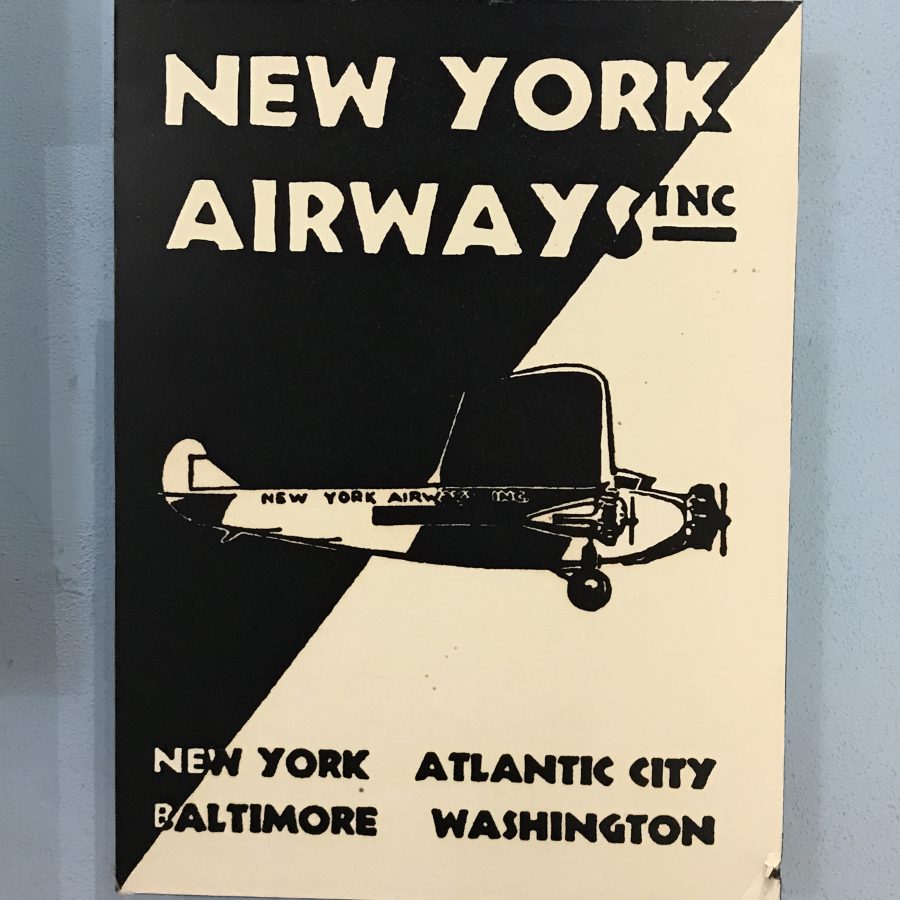 NEW YORK
AIRWAYS INC
NEW YORK AIRWAYS INC.
NEW YORK ATLANTIC CITY
BALTIMORE WASHINGTON